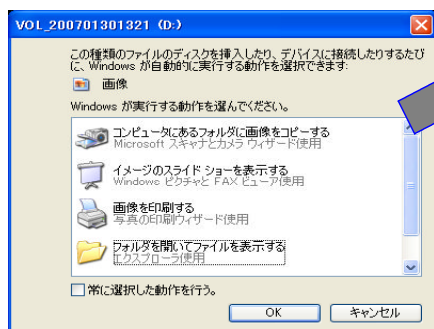 VOL_200701301321 (D:)
この種類のファイルのディスクを挿入したり、デバイスに接続したりするたび
に、Windows が自動的に実行する動作を選択できます:
画像
Windows が実行する動作を選んでください。
コンピュータにあるフォルダに画像をコピーする
Microsoft スキャナとカメラ ウィザード使用
イメージのスライド ショーを表示する
Windows ピクチャと FAX ビューア使用
画像を印刷する
写真の印刷ウィザード使用
フォルダを開いてファイルを表示する
エクスプローラ使用
常に選択した動作を行う。
OK
キャンセル